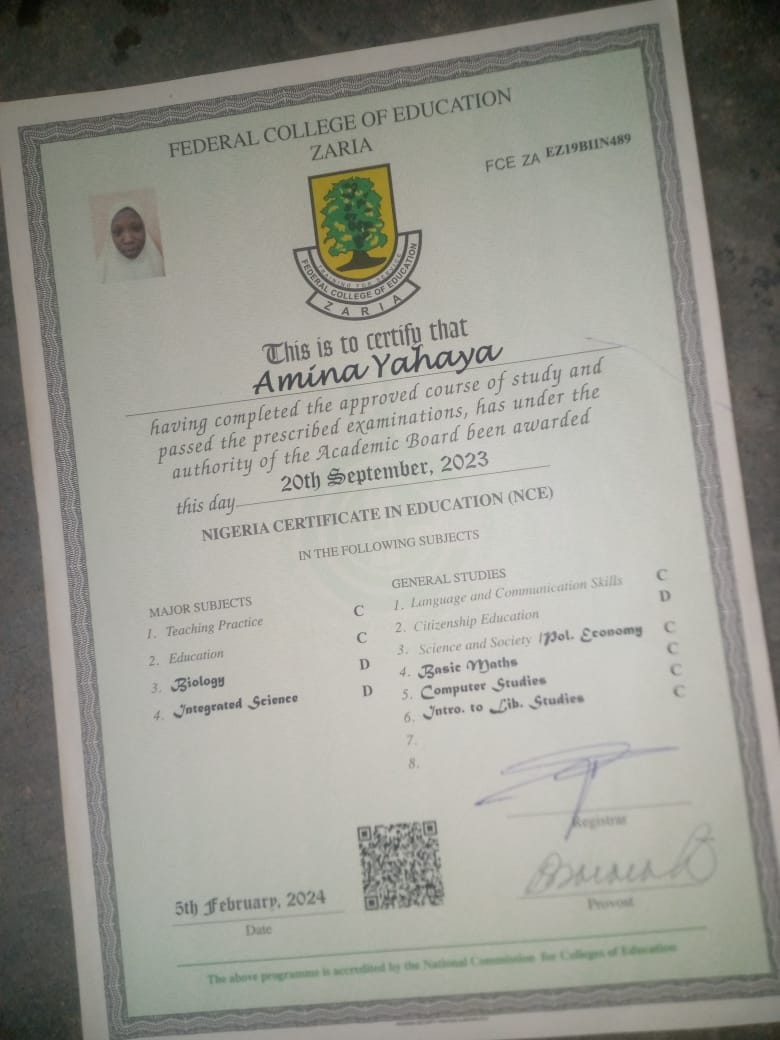 FEDERAL COLLEGE OF EDUCATION
ZARIA
FCE ZA EZ19BIIN489
TRAINING FOR SERVICE
FEDERAL COLLEGE OF EDUCATION
ZARIA
This is to certify that
Amina Yahaya
having completed the approved course of study and
passed the prescribed examinations, has under the
authority of the Academic Board been awarded
this day 20th September, 2023
NIGERIA CERTIFICATE IN EDUCATION (NCE)
IN THE FOLLOWING SUBJECTS
MAJOR SUBJECTS
1. Teaching Practice C
2. Education C
3. Biology D
4. Integrated Science D
GENERAL STUDIES
1. Language and Communication Skills C
2. Citizenship Education D
3. Science and Society /Pol. Economy C
4. Basic Maths C
5. Computer Studies C
6. Intro. to Lib. Studies C
7.
8.
Registrar
Provost
5th February, 2024
Date
The above programme is accredited by the National Commission for Colleges of Education